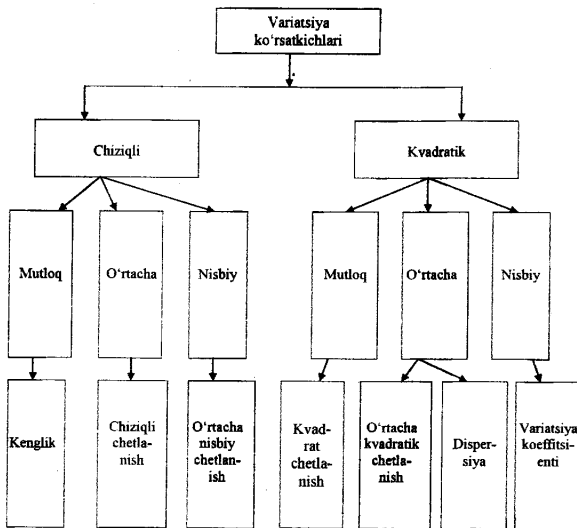 Variatsiya
ko‘rsatkichlari
Chiziqli
Kvadratik
Mutloq
O‘rtacha
Nisbiy
Mutloq
O‘rtacha
Nisbiy
Kenglik
Chiziqli
chetla-
nish
O‘rtacha
nisbiy
chetlan-
ish
Kvad-
rat
chetla-
nish
O‘rtacha
kvadratik
chetla-
nish
Disper-
siya
Variatsiya
koeffitsi-
enti